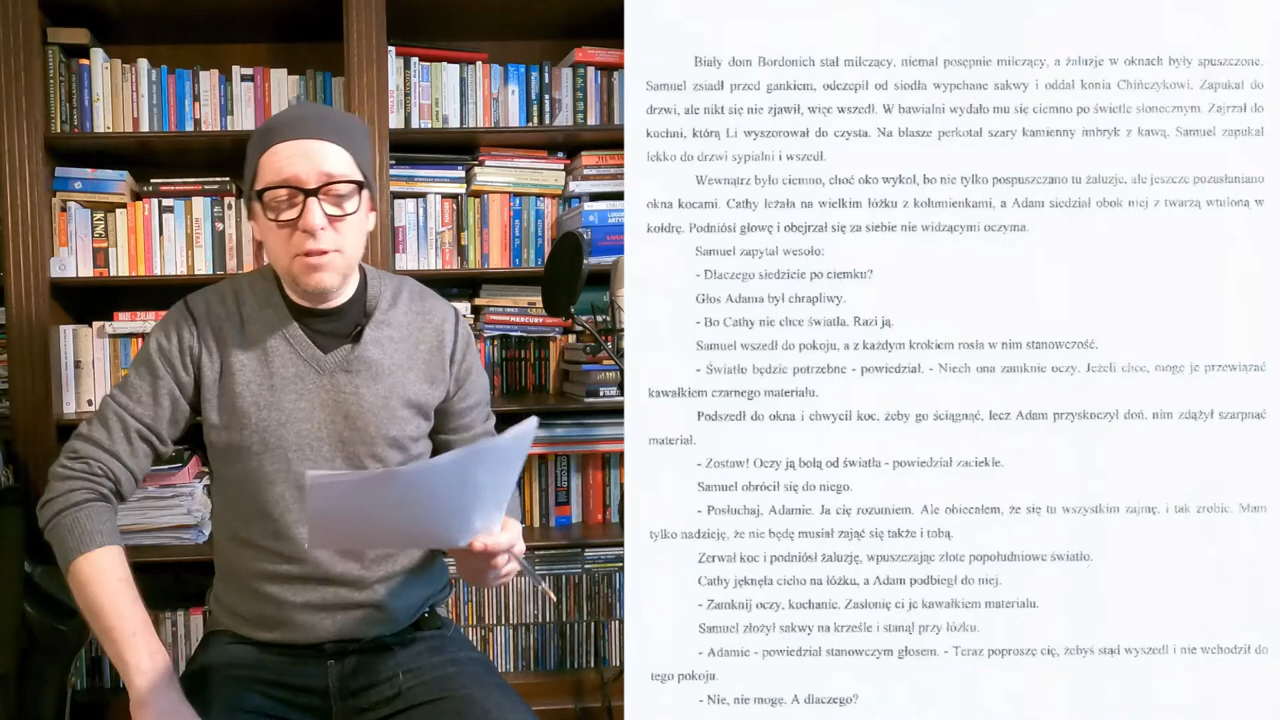 Biały dom Bordonich stał milczący, niemal posępnie milczący, a żaluzje w oknach były spuszczone.
Samuel zsiadł przed gankiem, odczepił od siodła wypchane sakwy i oddał konia Chińczykowi. Zapukał do
drzwi, ale nikt się nie zjawił, więc wszedł. W bawialni wydało mu się ciemno po świetle słonecznym. Zajrzał do
kuchni, którą Li wyszorował do czysta. Na blasze perkotał szary kamienny imbryk z kawą. Samuel zapukał
lekko do drzwi sypialni i wszedł.
Wewnątrz było ciemno, choć oko wykol, bo nie tylko pospuszczano tu żaluzje, ale jeszcze pozasłaniano
okna kocami. Cathy leżała na wielkim łóżku z kolumienkami, a Adam siedział obok niej z twarzą wtuloną w
kołdrę. Podniósł głowę i obejrzał się za siebie nie widzącymi oczyma.
Samuel zapytał wesoło:
- Dlaczego siedzicie po ciemku?
Głos Adama był chrapliwy.
- Bo Cathy nie chce światła. Razi ją.
Samuel wszedł do pokoju, a z każdym krokiem rosła w nim stanowczość.
- Światło będzie potrzebne - powiedział. - Niech ona zamknie oczy. Jeżeli chce, mogę je przewiązać
kawałkiem czarnego materiału.
Podszedł do okna i chwycił koc, żeby go ściągnąć, lecz Adam przyskoczył doń, nim zdążył szarpnąć
materiał.
- Zostaw! Oczy ją bolą od światła - powiedział zaciekle.
Samuel obrócił się do niego.
- Posłuchaj, Adamie. Ja cię rozumiem. Ale obiecałem, że się tu wszystkim zajmę, i tak zrobię. Mam
tylko nadzieję, że nie będę musiał zająć się także i tobą.
Zerwał koc i podniósł żaluzję, wpuszczając złote popołudniowe światło.
Cathy jęknęła cicho na łóżku, a Adam podbiegł do niej.
- Zamknij oczy, kochanie. Zasłonię ci je kawałkiem materiału.
Samuel złożył sakwy na krześle i stanął przy łóżku.
- Adamie - powiedział stanowczym głosem. - Teraz poproszę cię, żebyś stąd wyszedł i nie wchodził do
tego pokoju.
- Nie, nie mogę. A dlaczego?
KING
HITLERA
MERCURY
OXFORD